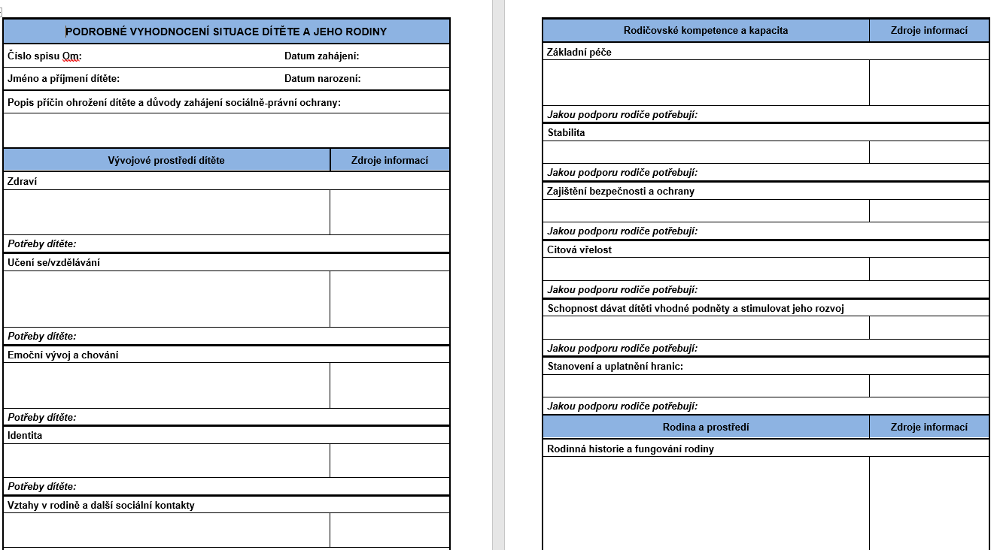 PODROBNÉ VYHODNOCENÍ SITUACE DÍTĚTE A JEHO RODINY
Číslo spisu Om: Datum zahájení:
Jméno a příjmení dítěte: Datum narození:
Popis příčin ohrožení dítěte a důvody zahájení sociálně-právní ochrany:
Vývojové prostředí dítěte Zdroje informací
Zdraví
Potřeby dítěte:
Učení se/vzdělávání
Potřeby dítěte:
Emoční vývoj a chování
Potřeby dítěte:
Identita
Potřeby dítěte:
Vztahy v rodině a další sociální kontakty
Rodičovské kompetence a kapacita Zdroje informací
Základní péče
Jakou podporu rodiče potřebují:
Stabilita
Jakou podporu rodiče potřebují:
Zajištění bezpečnosti a ochrany
Jakou podporu rodiče potřebují:
Citová vřelost
Jakou podporu rodiče potřebují:
Schopnost dávat dítěti vhodné podněty a stimulovat jeho rozvoj
Jakou podporu rodiče potřebují:
Stanovení a uplatnění hranic:
Jakou podporu rodiče potřebují:
Rodina a prostředí Zdroje informací
Rodinná historie a fungování rodiny